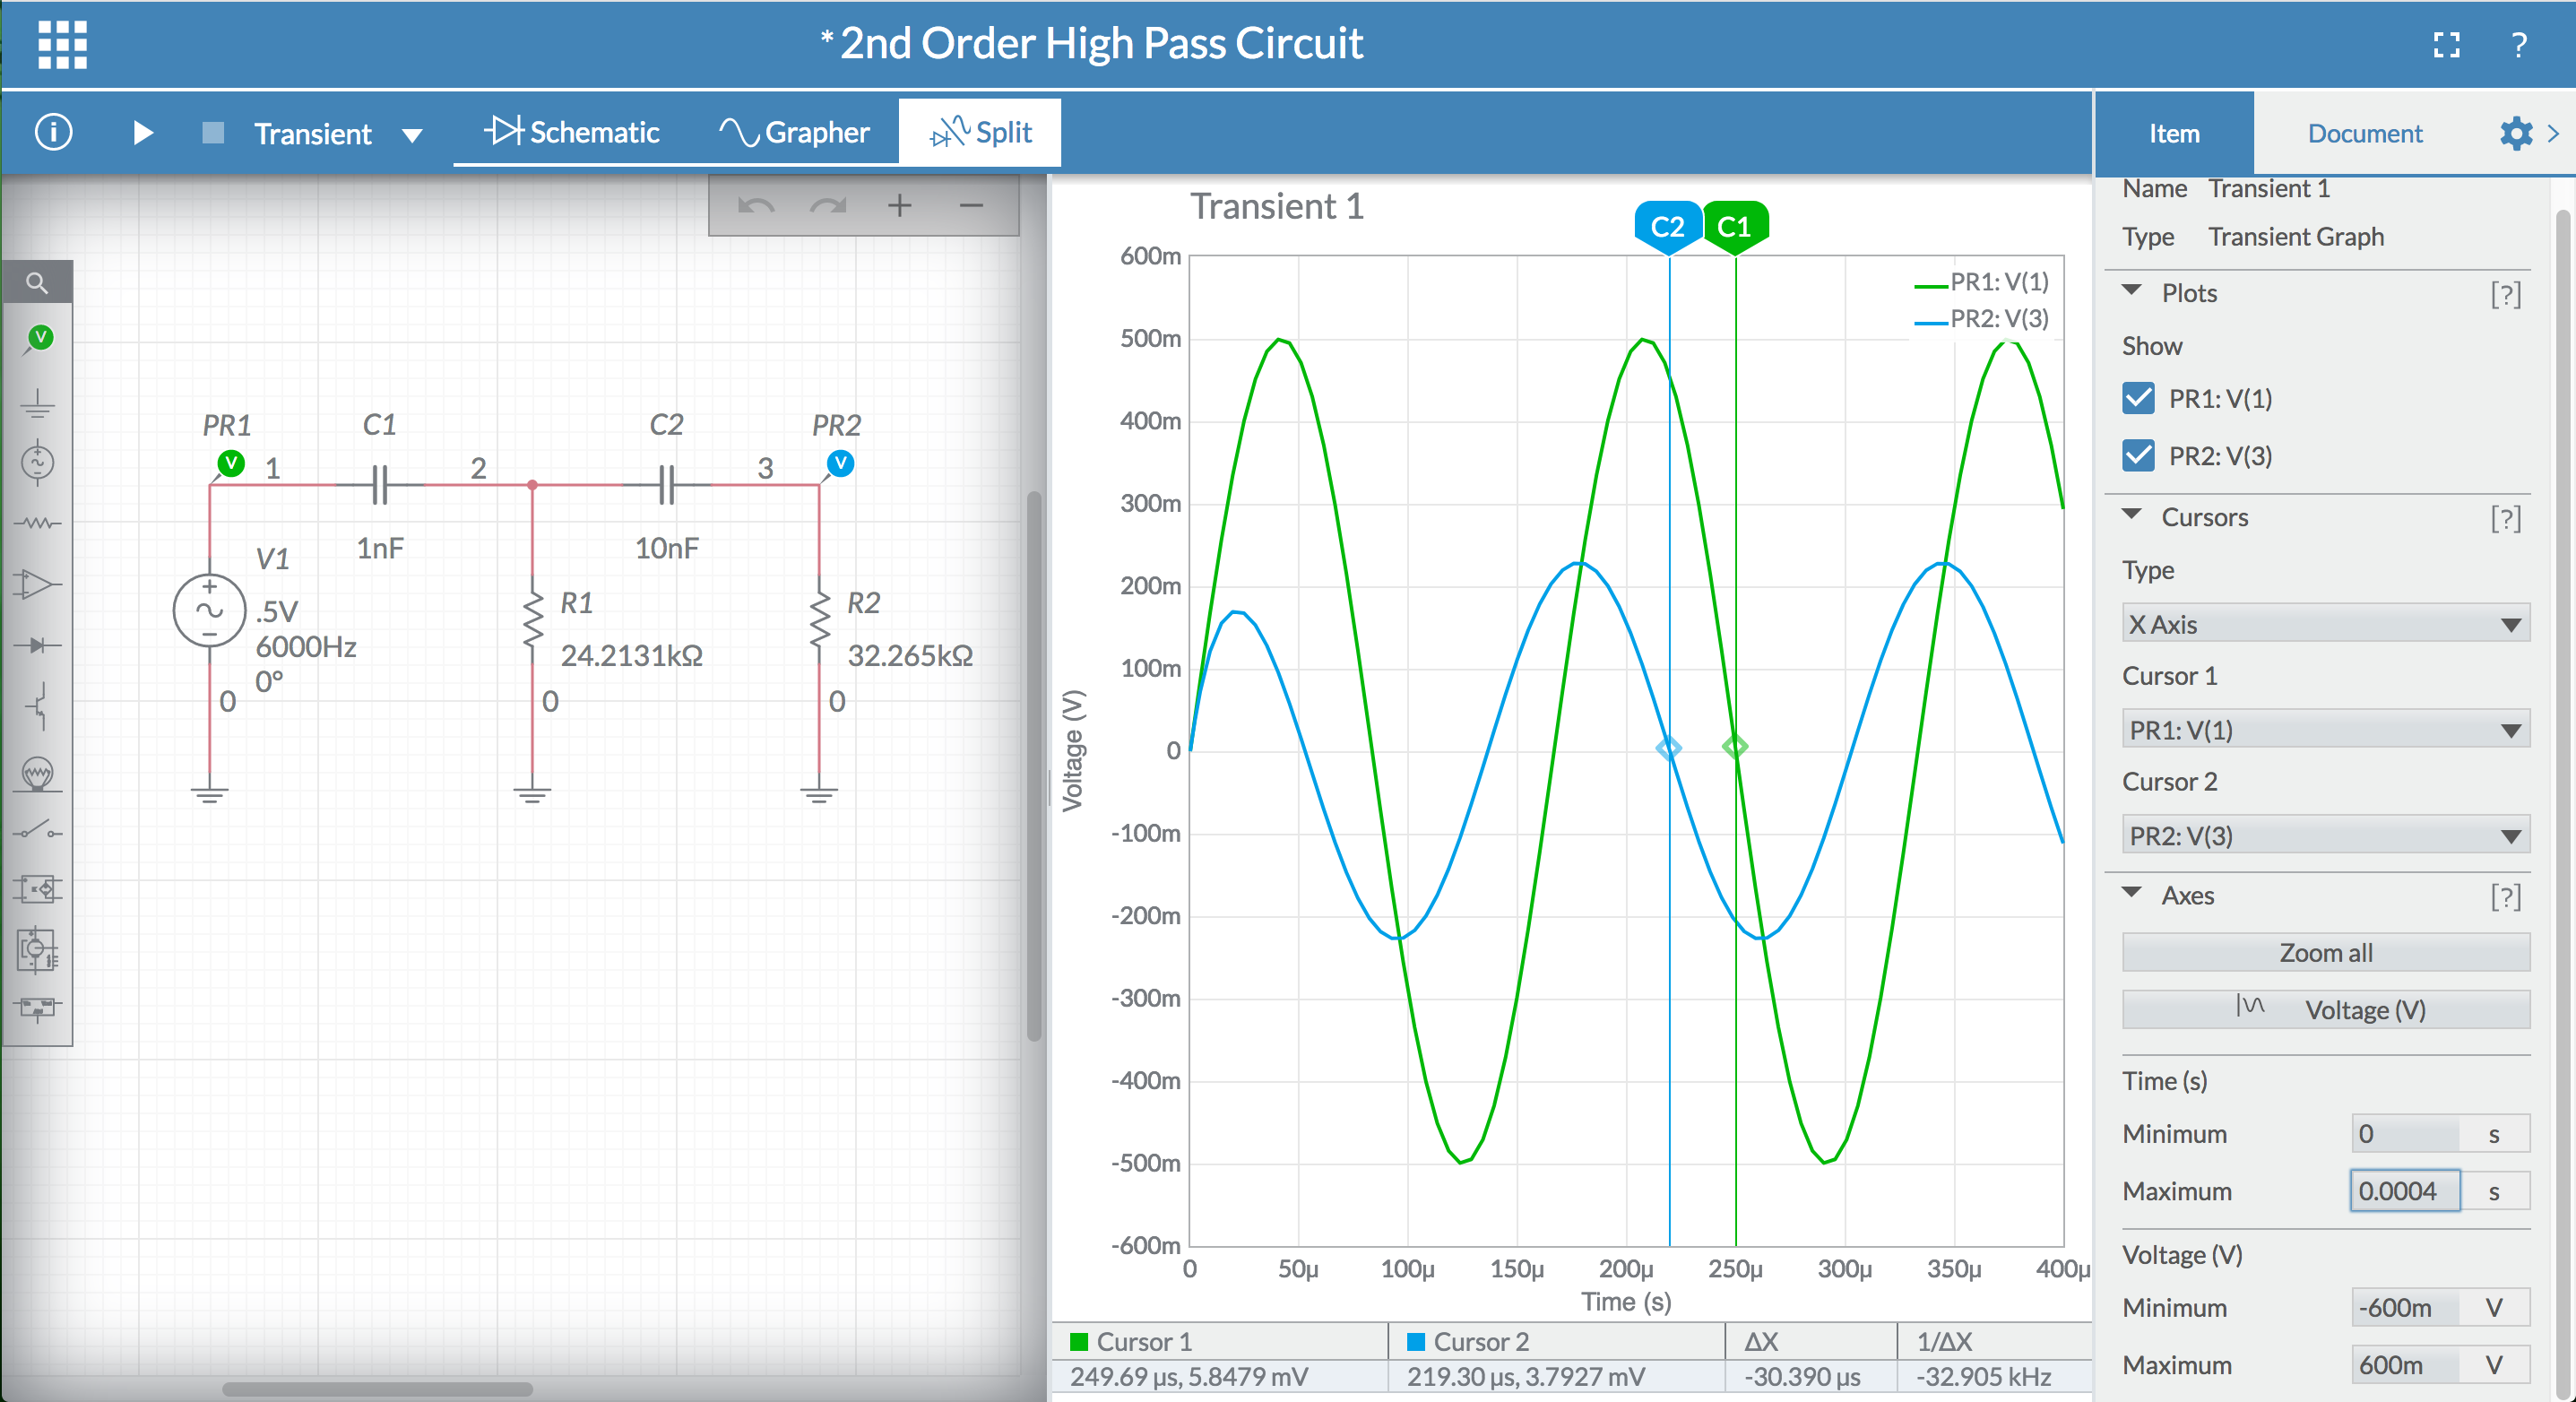 *2nd Order High Pass Circuit
?
i
Transient
Schematic
Grapher
Split
Item
Document
>
+
−
V
PR1
C1
C2
PR2
V
1
2
3
V
1nF
10nF
V1
.5V
6000Hz
0°
R1
24.2131kΩ
R2
32.265kΩ
0
0
0
Transient 1
C2
C1
PR1: V(1)
PR2: V(3)
600m
500m
400m
300m
200m
100m
0
-100m
-200m
-300m
-400m
-500m
-600m
Voltage (V)
0
50µ
100µ
150µ
200µ
250µ
300µ
350µ
400µ
Time (s)
Cursor 1
Cursor 2
ΔX
1/ΔX
249.69 µs, 5.8479 mV
219.30 µs, 3.7927 mV
-30.390 µs
-32.905 kHz
Name Transient 1
Type Transient Graph
Plots [?]
Show
PR1: V(1)
PR2: V(3)
Cursors [?]
Type
X Axis
Cursor 1
PR1: V(1)
Cursor 2
PR2: V(3)
Axes [?]
Zoom all
Voltage (V)
Time (s)
Minimum 0 s
Maximum 0.0004 s
Voltage (V)
Minimum -600m V
Maximum 600m V